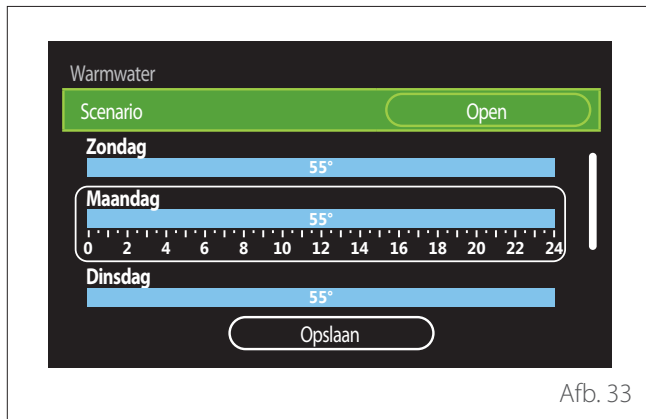 Warmwater
Scenario Open
Zondag
55°
Maandag
55°
0 2 4 6 8 10 12 14 16 18 20 22 24
Dinsdag
55°
Opslaan
Afb. 33